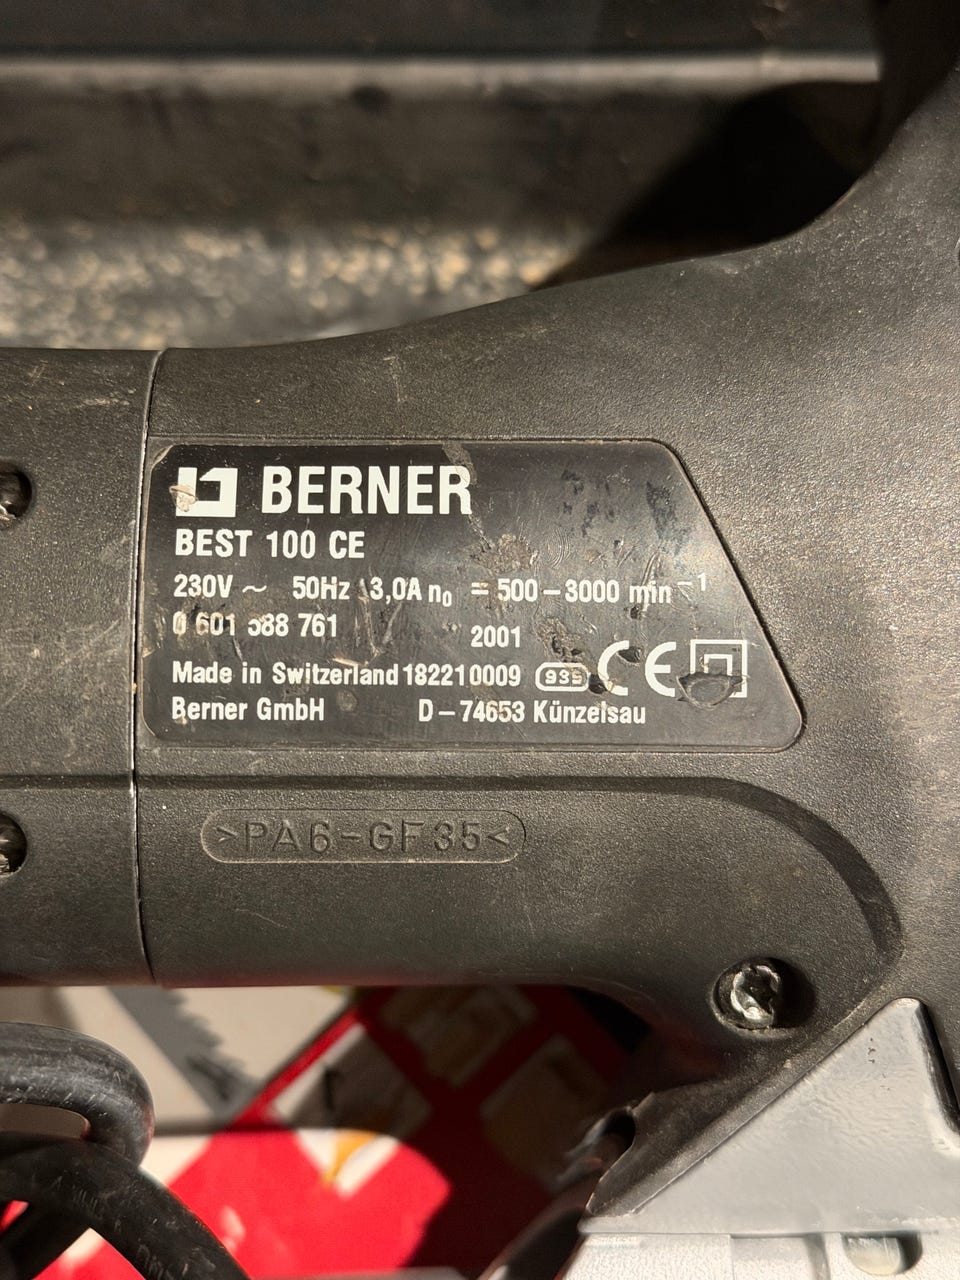 BERNER
BEST 100 CE
230V ~ 50Hz 3,0A n₀ = 500–3000 min⁻¹
0 601 588 761 2001
Made in Switzerland 182210009 935 CE
Berner GmbH D–74653 Künzelsau
>PA6-GF35<